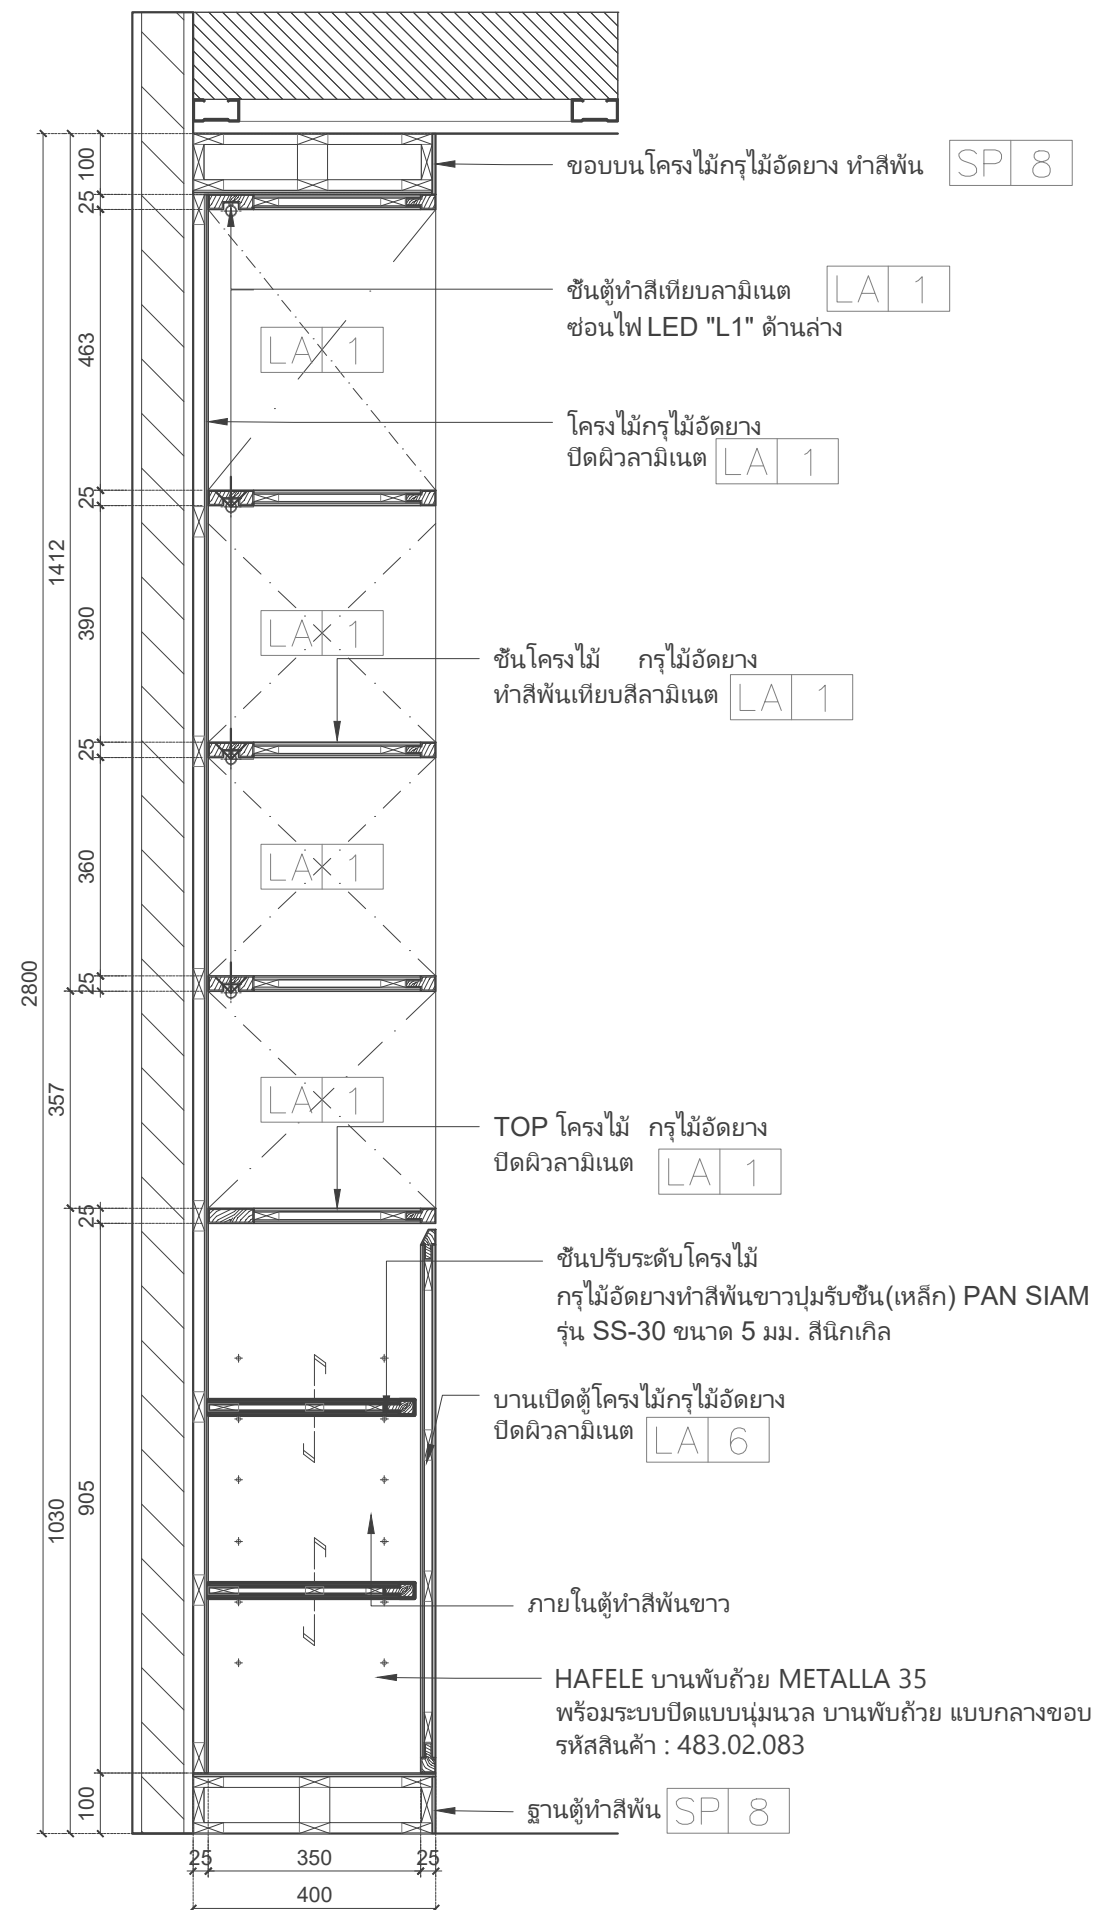 ขอบบนโครงไม้กรุไม้อัดยาง ทำสีพ่น SP 8
ชั้นตู้ทำสีเทียบลามิเนต LA 1
ซ่อนไฟ LED "L1" ด้านล่าง
โครงไม้กรุไม้อัดยาง
ปิดผิวลามิเนต LA 1
ชั้นโครงไม้ กรุไม้อัดยาง
ทำสีพ่นเทียบสีลามิเนต LA 1
TOP โครงไม้ กรุไม้อัดยาง
ปิดผิวลามิเนต LA 1
ชั้นปรับระดับโครงไม้
กรุไม้อัดยางทำสีพ่นขาวปุ่มรับชั้น(เหล็ก) PAN SIAM
รุ่น SS-30 ขนาด 5 มม. สีนิกเกิล
บานเปิดตู้โครงไม้กรุไม้อัดยาง
ปิดผิวลามิเนต LA 6
ภายในตู้ทำสีพ่นขาว
HAFELE บานพับถ้วย METALLA 35
พร้อมระบบปิดแบบนุ่มนวล บานพับถ้วย แบบกลางขอบ
รหัสสินค้า : 483.02.083
ฐานตู้ทำสีพ่น SP 8
LA 1
LA 1
LA 1
LA 1
2800
1412
357
1030
100
25
463
25
390
25
360
25
25
905
100
25 350 25
400